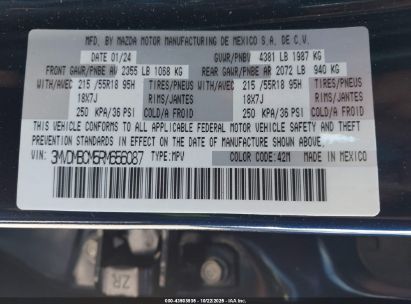 MFD. BY MAZDA MOTOR MANUFACTURING DE MEXICO S.A. DE C.V.
DATE 01/24 GVWR/PNBV 4381 LB 1987 KG
FRONT GAWR/PNBE AV 2355 LB 1068 KG REAR GAWR/PNBE AR 2072 LB 940 KG
WITH/AVEC 215/55R18 95H TIRES/PNEUS WITH/AVEC 215/55R18 95H TIRES/PNEUS
18X7J RIMS/JANTES 18X7J RIMS/JANTES
250 KPA/36 PSI COLD/A FROID 250 KPA/36 PSI COLD/A FROID
THIS VEHICLE CONFORMS TO ALL APPLICABLE FEDERAL MOTOR VEHICLE SAFETY AND THEFT
PREVENTION STANDARDS IN EFFECT ON THE DATE OF MANUFACTURE SHOWN ABOVE.
VIN: 3MVDMBCM5RM656087 TYPE:MPV COLOR CODE: 42M MADE IN MEXICO
ZR
000-43903935 - 10/22/2025 - IAA Inc.